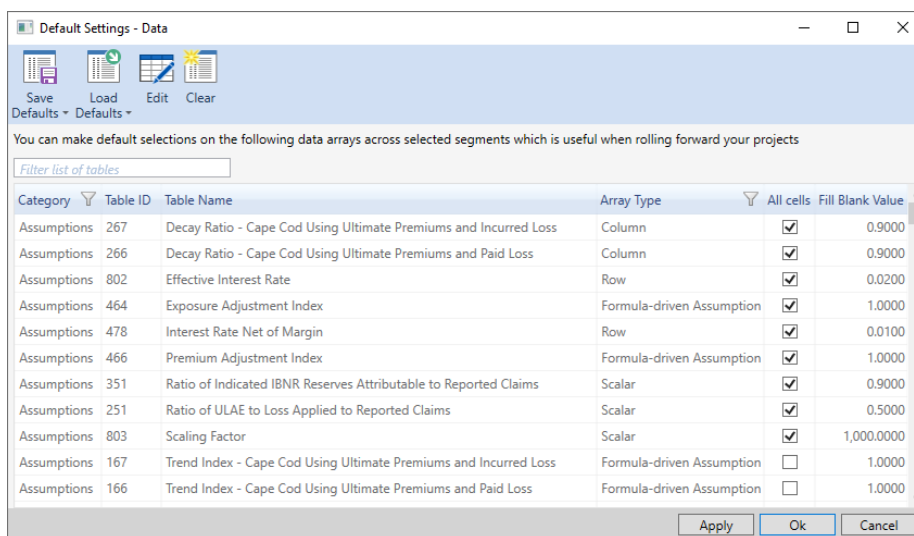 Default Settings - Data
Save Defaults
Load Defaults
Edit
Clear
You can make default selections on the following data arrays across selected segments which is useful when rolling forward your projects
Filter list of tables
Category Table ID Table Name Array Type All cells Fill Blank Value
Assumptions 267 Decay Ratio - Cape Cod Using Ultimate Premiums and Incurred Loss Column 0.9000
Assumptions 266 Decay Ratio - Cape Cod Using Ultimate Premiums and Paid Loss Column 0.9000
Assumptions 802 Effective Interest Rate Row 0.0200
Assumptions 464 Exposure Adjustment Index Formula-driven Assumption 1.0000
Assumptions 478 Interest Rate Net of Margin Row 0.0100
Assumptions 466 Premium Adjustment Index Formula-driven Assumption 1.0000
Assumptions 351 Ratio of Indicated IBNR Reserves Attributable to Reported Claims Scalar 0.9000
Assumptions 251 Ratio of ULAE to Loss Applied to Reported Claims Scalar 0.5000
Assumptions 803 Scaling Factor Scalar 1,000.0000
Assumptions 167 Trend Index - Cape Cod Using Ultimate Premiums and Incurred Loss Formula-driven Assumption 1.0000
Assumptions 166 Trend Index - Cape Cod Using Ultimate Premiums and Paid Loss Formula-driven Assumption 1.0000
Apply Ok Cancel